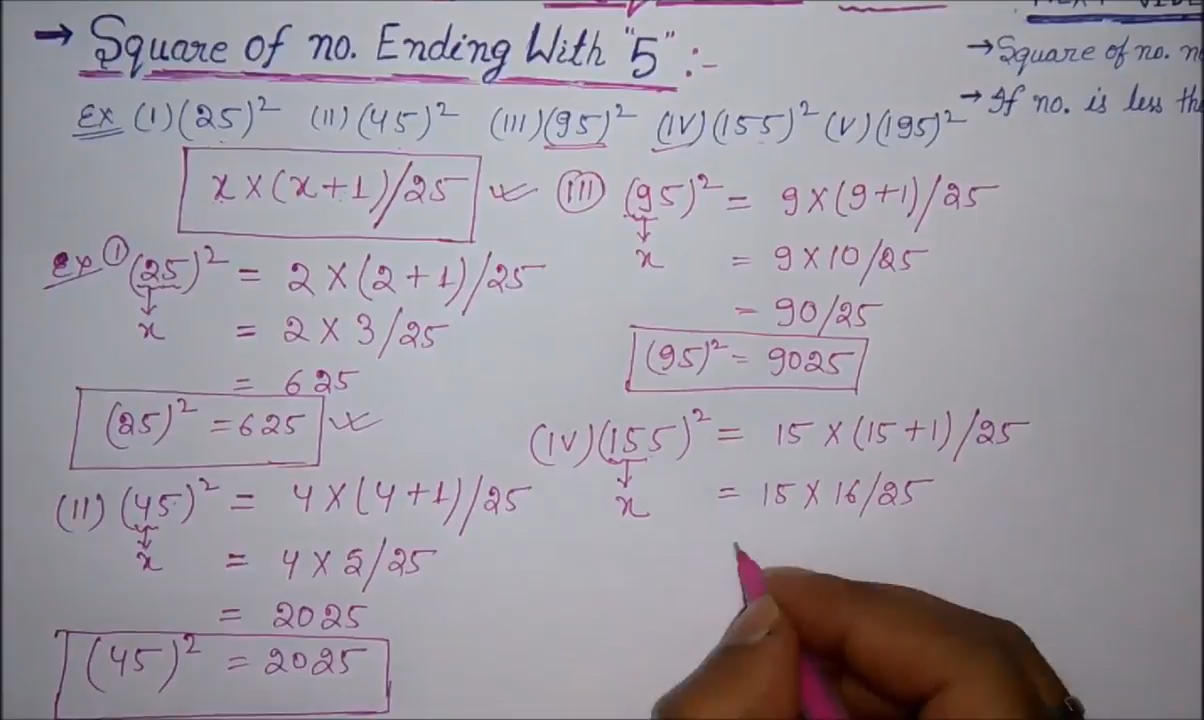 → Square of no. Ending With "5" :-
→ Square of no.
→ If no. is less
Ex (I) (25)² (II) (45)² (III) (95)² (IV) (155)² (V) (195)²
x×(x+1)/25
Ex ① (25)² = 2×(2+1)/25
x = 2×3/25
= 625
(25)² = 625
(II) (45)² = 4×(4+1)/25
x = 4×5/25
= 2025
(45)² = 2025
(III) (95)² = 9×(9+1)/25
x = 9×10/25
= 90/25
(95)² = 9025
(IV) (155)² = 15×(15+1)/25
x = 15×16/25